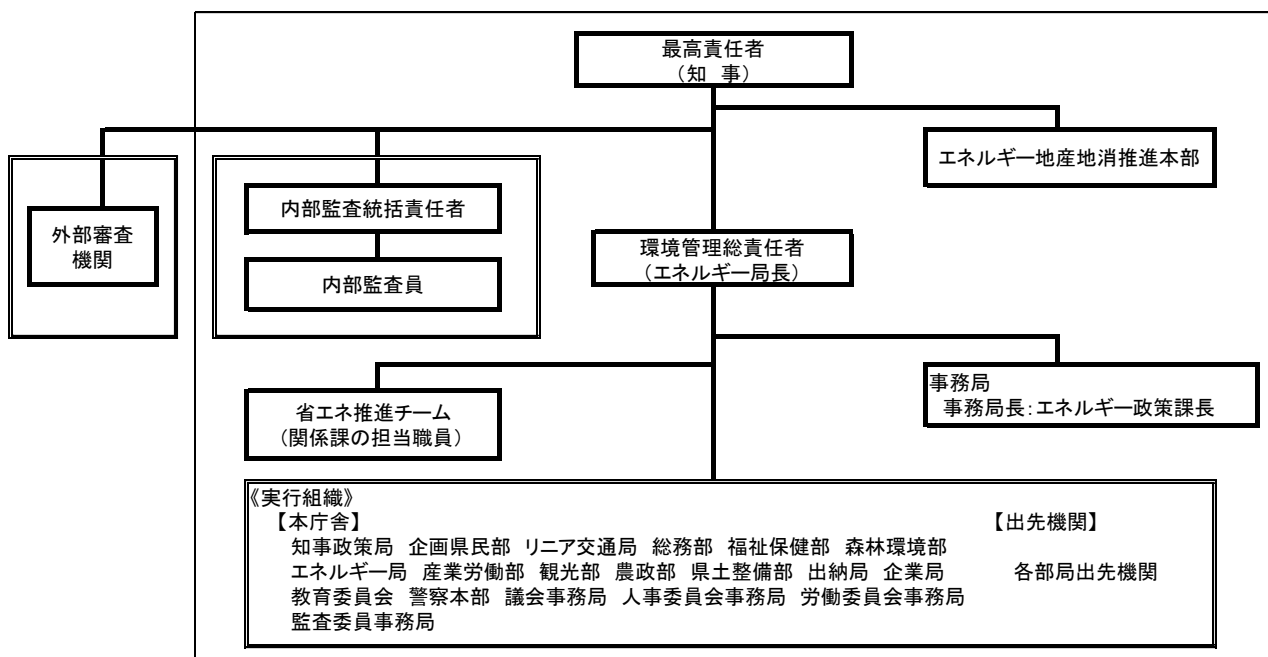 最高責任者
（知　事）
エネルギー地産地消推進本部
外部審査
機関
内部監査統括責任者
内部監査員
環境管理総責任者
（エネルギー局長）
省エネ推進チーム
（関係課の担当職員）
事務局
事務局長：エネルギー政策課長
《実行組織》
【本庁舎】　【出先機関】
知事政策局　企画県民部　リニア交通局　総務部　福祉保健部　森林環境部
エネルギー局　産業労働部　観光部　農政部　県土整備部　出納局　企業局　各部局出先機関
教育委員会　警察本部　議会事務局　人事委員会事務局　労働委員会事務局
監査委員事務局